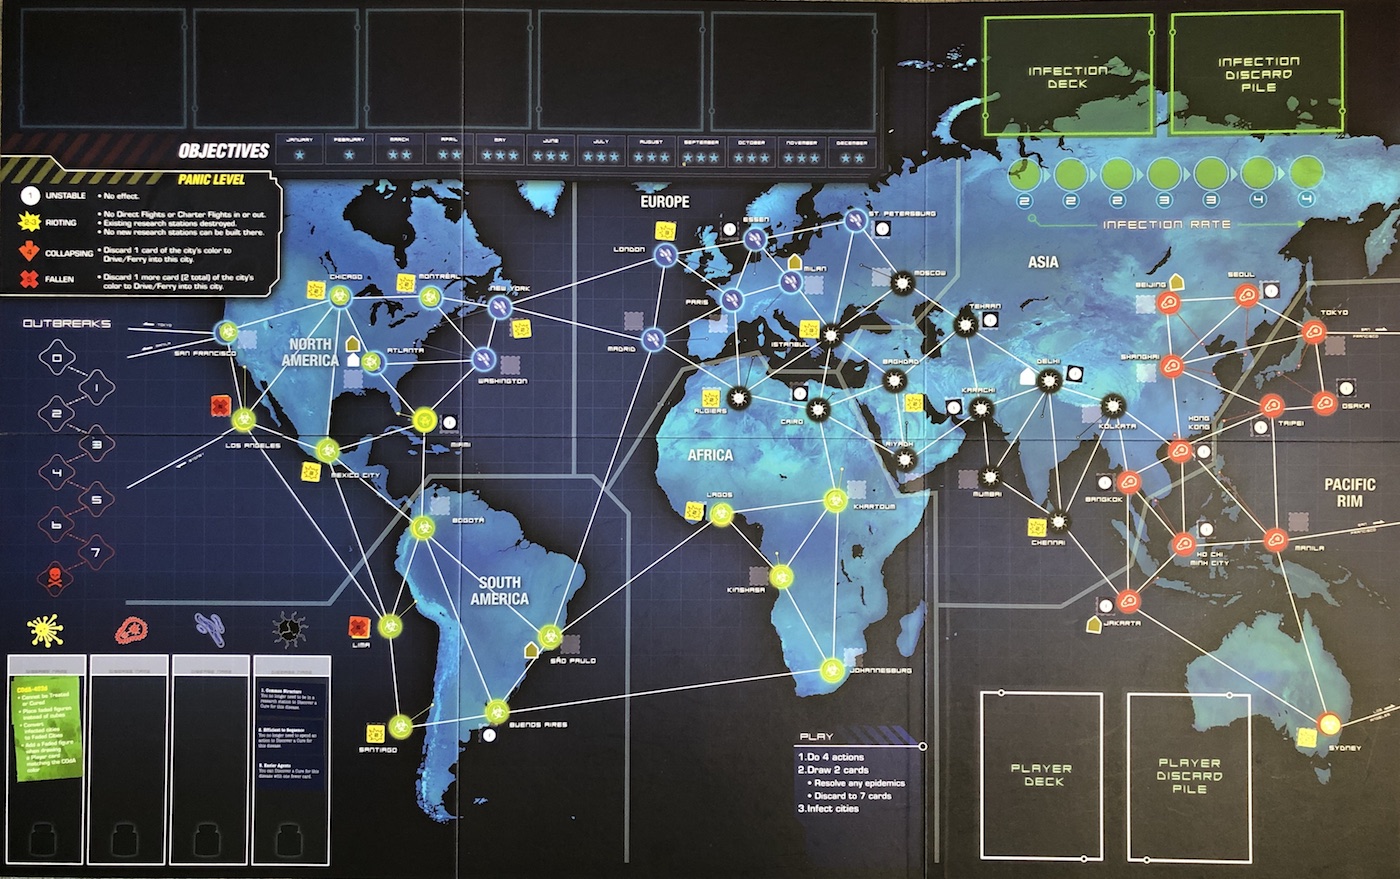 INFECTION
DECK
INFECTION
DISCARD
PILE
OBJECTIVES
JANUARY
FEBRUARY
MARCH
APRIL
MAY
JUNE
JULY
AUGUST
SEPTEMBER
OCTOBER
NOVEMBER
DECEMBER
PANIC LEVEL
1 UNSTABLE • No effect.
RIOTING • No Direct Flights or Charter Flights in or out.
• Existing research stations destroyed.
• No new research stations can be built there.
COLLAPSING • Discard 1 card of the city's color to
Drive/Ferry into this city.
FALLEN • Discard 1 more card (2 total) of the city's
color to Drive/Ferry into this city.
2 2 2 3 3 4 4
INFECTION RATE
EUROPE
ASIA
NORTH
AMERICA
AFRICA
SOUTH
AMERICA
PACIFIC
RIM
OUTBREAKS
0
1
2
3
4
5
6
7
LONDON
ESSEN
ST. PETERSBURG
MILAN
PARIS
MOSCOW
MADRID
ISTANBUL
TEHRAN
CHICAGO
MONTRÉAL
NEW YORK
SAN FRANCISCO
ATLANTA
WASHINGTON
LOS ANGELES
MIAMI
MEXICO CITY
BOGOTÁ
LIMA
SANTIAGO
SÃO PAULO
BUENOS AIRES
ALGIERS
CAIRO
BAGHDAD
RIYADH
KARACHI
DELHI
MUMBAI
CHENNAI
KOLKATA
LAGOS
KHARTOUM
KINSHASA
JOHANNESBURG
BEIJING
SEOUL
TOKYO
SHANGHAI
OSAKA
TAIPEI
HONG
KONG
BANGKOK
HO CHI
MINH CITY
MANILA
JAKARTA
SYDNEY
TOKYO
CODA-403a
• Cannot be Treated
or Cured
• Place faded figures
instead of cubes
• Convert
infected cities
to Faded Cities
• Add a Faded figure
when drawing
a Player card
matching the CODA
color
1. Common Structure
You no longer need to be in a
research station to Discover a
Cure for this disease.
2. Efficient to Sequence
You no longer need to spend an
action to Discover a Cure for this
disease.
You can Discover a Cure for this
disease with one fewer card.
PLAY
1.Do 4 actions
2.Draw 2 cards
• Resolve any epidemics
• Discard to 7 cards
3.Infect cities
PLAYER
DECK
PLAYER
DISCARD
PILE